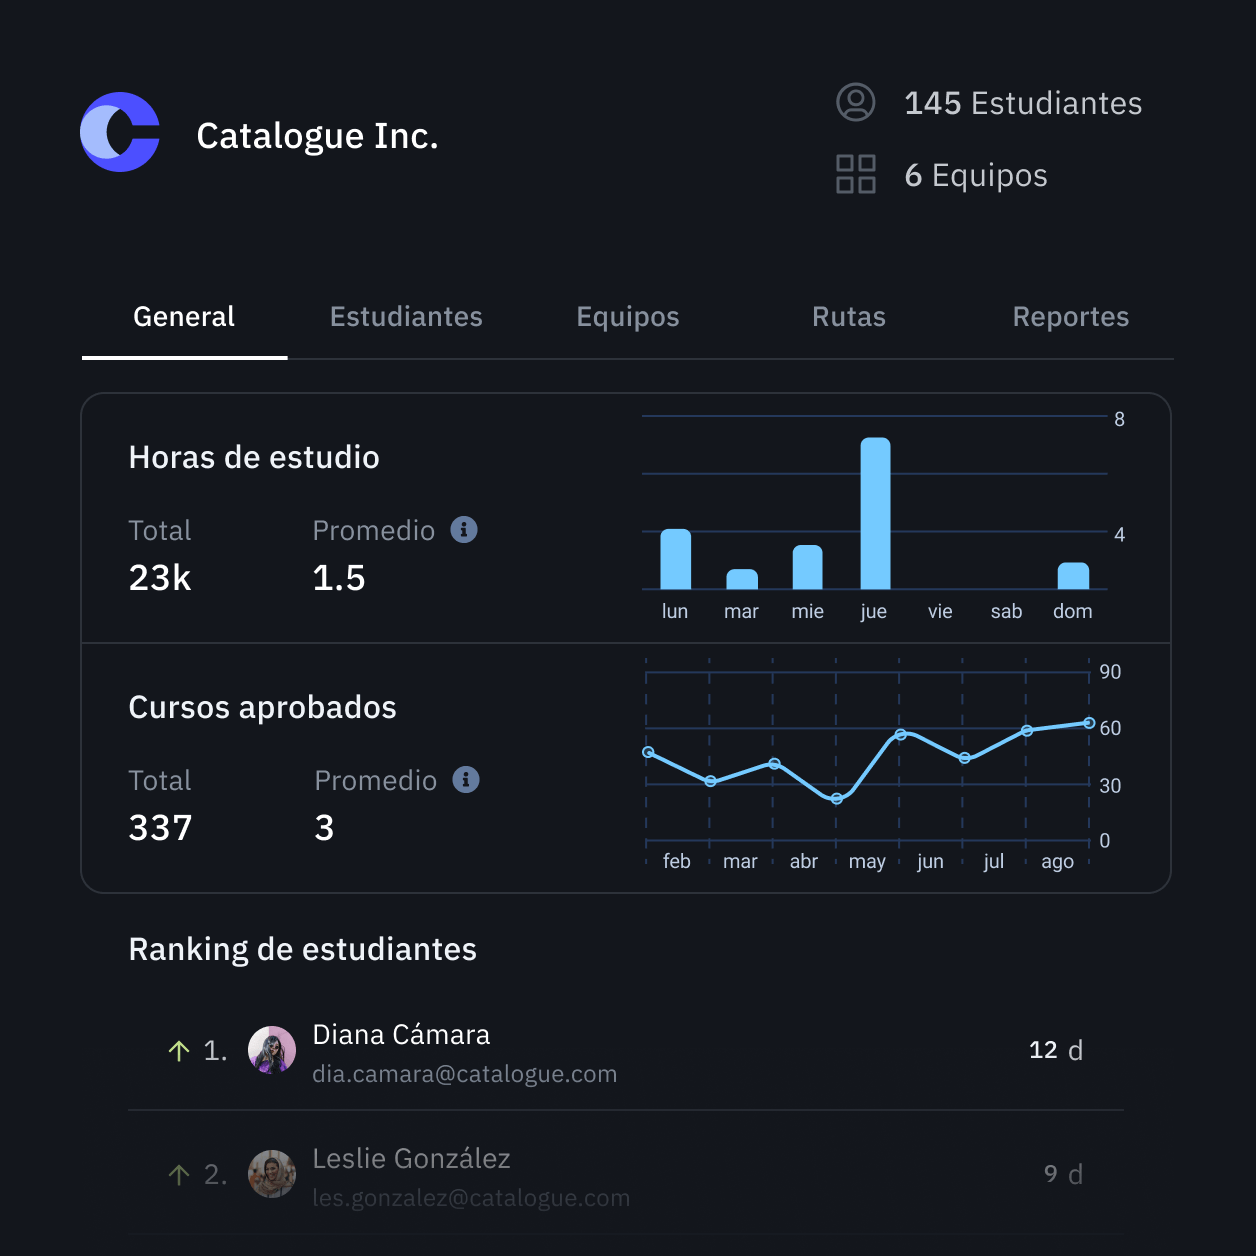 Catalogue Inc.
145 Estudiantes
6 Equipos
General Estudiantes Equipos Rutas Reportes
Horas de estudio
Total Promedio
23k 1.5
8
4
lun mar mie jue vie sab dom
Cursos aprobados
Total Promedio
337 3
90
60
30
0
feb mar abr may jun jul ago
Ranking de estudiantes
1. Diana Cámara 12 d
dia.camara@catalogue.com
2. Leslie González 9 d
les.gonzalez@catalogue.com